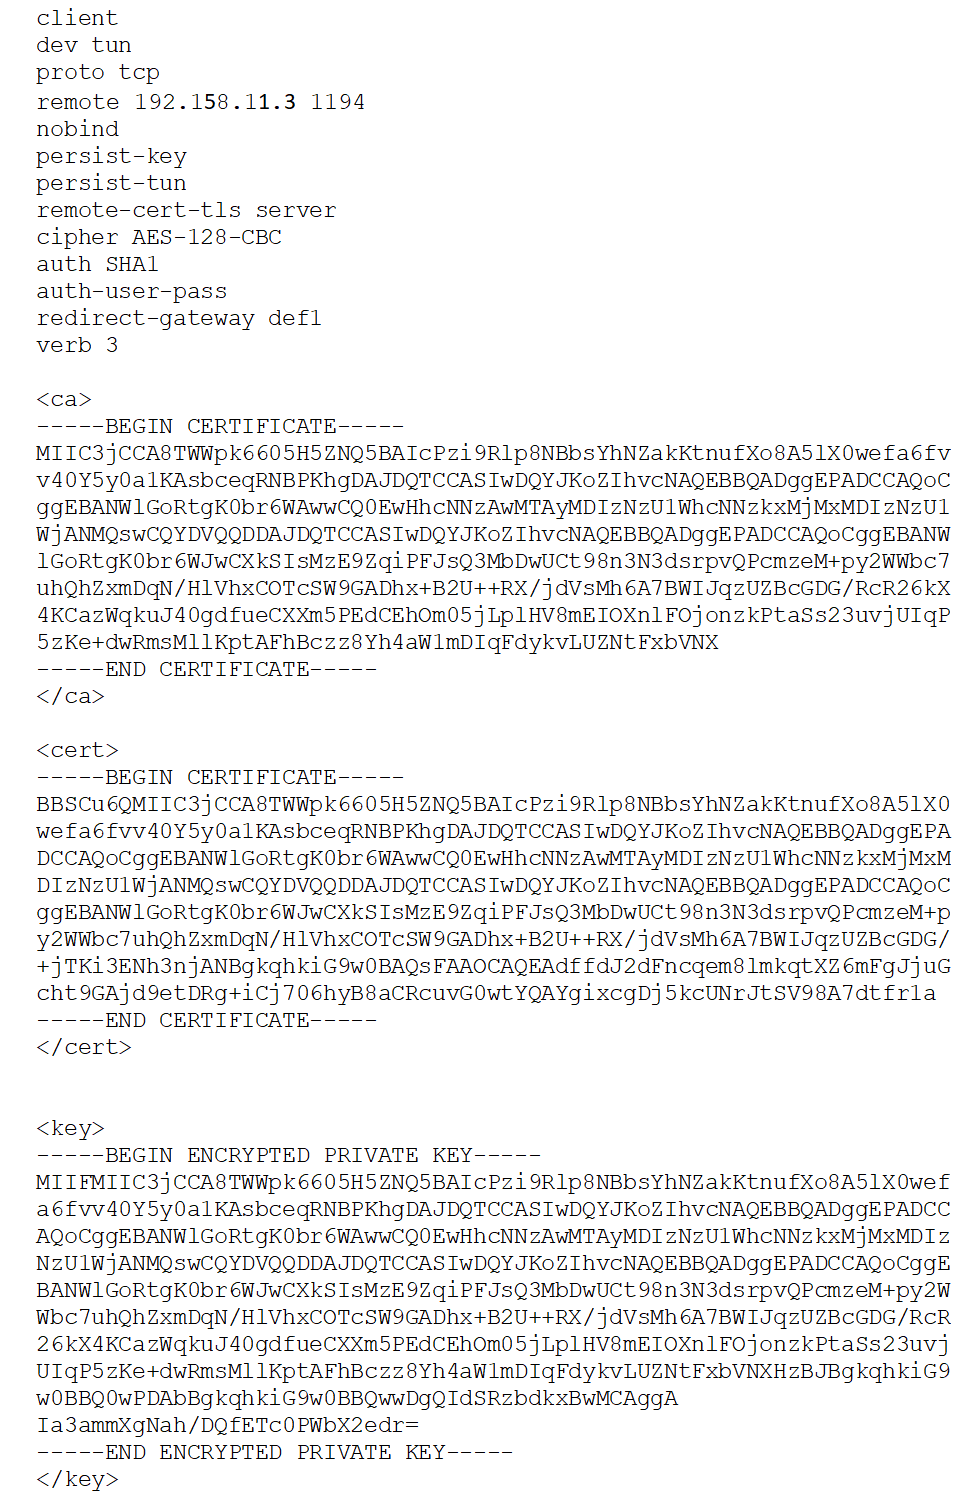 client
dev tun
proto tcp
remote 192.158.11.3 1194
nobind
persist-key
persist-tun
remote-cert-tls server
cipher AES-128-CBC
auth SHA1
auth-user-pass
redirect-gateway def1
verb 3
<ca>
-----BEGIN CERTIFICATE-----
MIIC3jCCA8TWWpk6605H5ZNQ5BAIcPzi9Rlp8NBbsYhNZakKtnufXo8A5lX0wefa6fv
v40Y5y0a1KAsbceqRNBPKhgDAJDQTCCASIwDQYJKoZIhvcNAQEBBQADggEPADCCAQoC
ggEBANWlGoRtgK0br6WAwwCQ0EwHhcNNzAwMTAyMDIzNzU1WhcNNzkxMjMxMDIzNzU1
WjANMQswCQYDVQQDDAJDQTCCASIwDQYJKoZIhvcNAQEBBQADggEPADCCAQoCggEBANW
lGoRtgK0br6WJwCXkSIsMzE9ZqiPFJsQ3MbDwUCt98n3N3dsrpvQPcmzeM+py2WWbc7
uhQhZxmDqN/HlVhxCOTcSW9GADhx+B2U++RX/jdVsMh6A7BWIJqzUZBcGDG/RcR26kX
4KCazWqkuJ40gdfueCXXm5PEdCEhOm05jLplHV8mEIOXnlFOjonzkPtaSs23uvjUIqP
5zKe+dwRmsMllKptAFhBczz8Yh4aW1mDIqFdykvLUZNtFxbVNX
-----END CERTIFICATE-----
</ca>
<cert>
-----BEGIN CERTIFICATE-----
BBSCu6QMIIC3jCCA8TWWpk6605H5ZNQ5BAIcPzi9Rlp8NBbsYhNZakKtnufXo8A5lX0
wefa6fvv40Y5y0a1KAsbceqRNBPKhgDAJDQTCCASIwDQYJKoZIhvcNAQEBBQADggEPA
DCCAQoCggEBANWlGoRtgK0br6WAwwCQ0EwHhcNNzAwMTAyMDIzNzU1WhcNNzkxMjMxM
DIzNzU1WjANMQswCQYDVQQDDAJDQTCCASIwDQYJKoZIhvcNAQEBBQADggEPADCCAQoC
ggEBANWlGoRtgK0br6WJwCXkSIsMzE9ZqiPFJsQ3MbDwUCt98n3N3dsrpvQPcmzeM+p
y2WWbc7uhQhZxmDqN/HlVhxCOTcSW9GADhx+B2U++RX/jdVsMh6A7BWIJqzUZBcGDG/
+jTKi3ENh3njANBgkqhkiG9w0BAQsFAAOCAQEAdffdJ2dFncqem8lmkqtXZ6mFgJjuG
cht9GAjd9etDRg+iCj706hyB8aCRcuvG0wtYQAYgixcgDj5kcUNrJtSV98A7dtfr1a
-----END CERTIFICATE-----
</cert>
<key>
-----BEGIN ENCRYPTED PRIVATE KEY-----
MIIFMIIC3jCCA8TWWpk6605H5ZNQ5BAIcPzi9Rlp8NBbsYhNZakKtnufXo8A5lX0wef
a6fvv40Y5y0a1KAsbceqRNBPKhgDAJDQTCCASIwDQYJKoZIhvcNAQEBBQADggEPADCC
AQoCggEBANWlGoRtgK0br6WAwwCQ0EwHhcNNzAwMTAyMDIzNzU1WhcNNzkxMjMxMDIz
NzU1WjANMQswCQYDVQQDDAJDQTCCASIwDQYJKoZIhvcNAQEBBQADggEPADCCAQoCggE
BANWlGoRtgK0br6WJwCXkSIsMzE9ZqiPFJsQ3MbDwUCt98n3N3dsrpvQPcmzeM+py2W
Wbc7uhQhZxmDqN/HlVhxCOTcSW9GADhx+B2U++RX/jdVsMh6A7BWIJqzUZBcGDG/RcR
26kX4KCazWqkuJ40gdfueCXXm5PEdCEhOm05jLplHV8mEIOXnlFOjonzkPtaSs23uvj
UIqP5zKe+dwRmsMllKptAFhBczz8Yh4aW1mDIqFdykvLUZNtFxbVNXHzBJBgkqhkiG9
w0BBQ0wPDAbBgkqhkiG9w0BBQwwDgQIdSRzbdkxBwMCAggA
Ia3ammXgNah/DQfETc0PWbX2edr=
-----END ENCRYPTED PRIVATE KEY-----
</key>